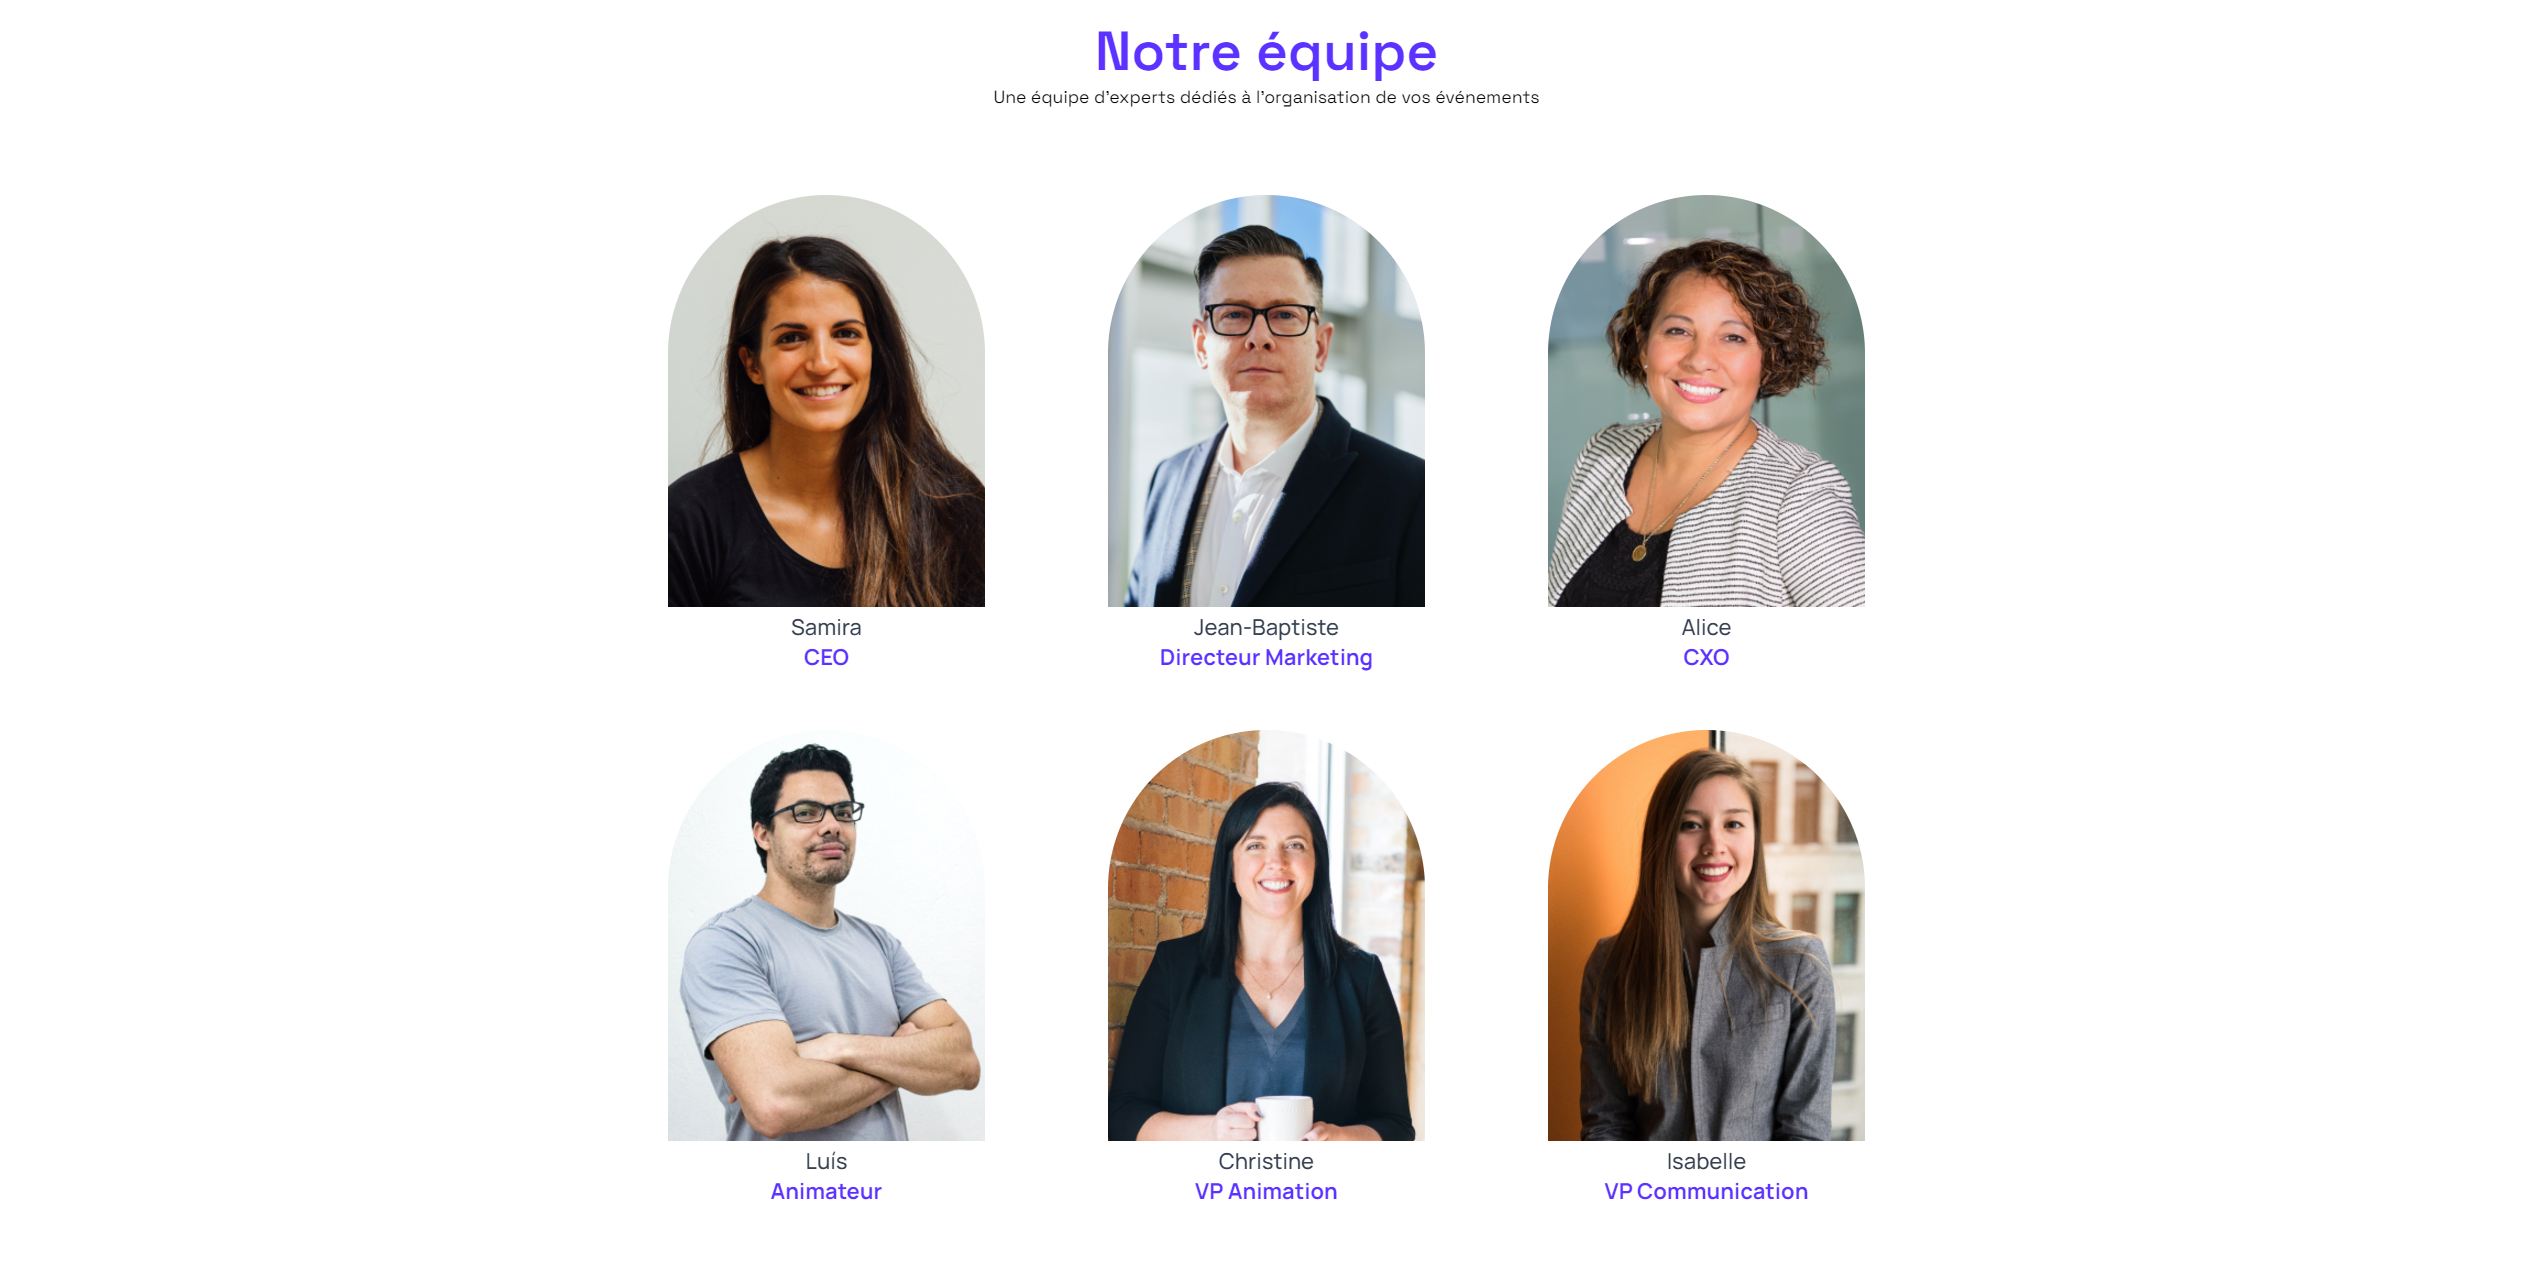 Notre équipe
Une équipe d'experts dédiés à l'organisation de vos événements
Samira
CEO
Jean-Baptiste
Directeur Marketing
Alice
CXO
Luís
Animateur
Christine
VP Animation
Isabelle
VP Communication